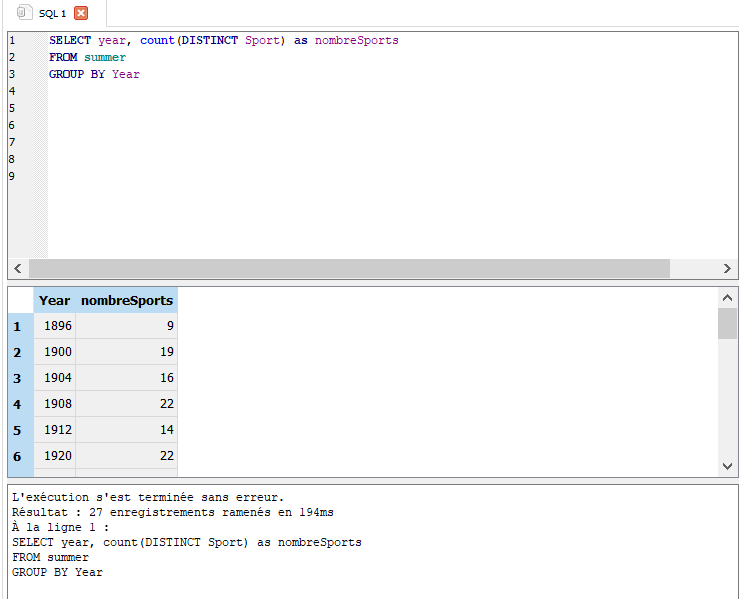 SQL 1
1 SELECT year, count(DISTINCT Sport) as nombreSports
2 FROM summer
3 GROUP BY Year
4
5
6
7
8
9
Year nombreSports
1 1896 9
2 1900 19
3 1904 16
4 1908 22
5 1912 14
6 1920 22
L'exécution s'est terminée sans erreur.
Résultat : 27 enregistrements ramenés en 194ms
À la ligne 1 :
SELECT year, count(DISTINCT Sport) as nombreSports
FROM summer
GROUP BY Year